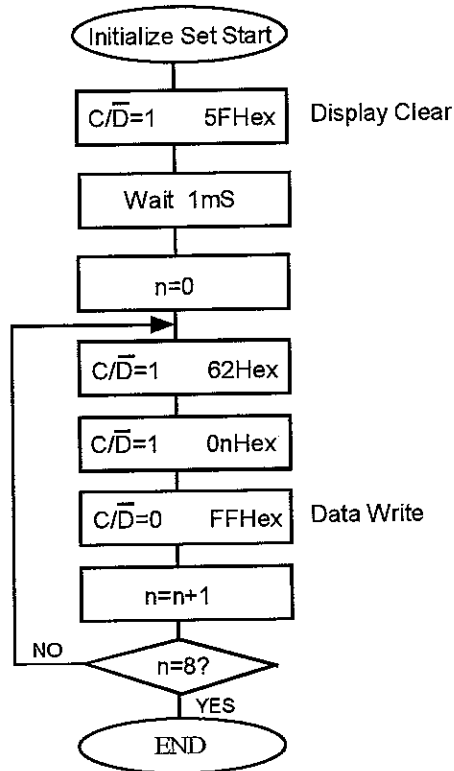 Initialize Set Start
C/D̅=1 5FHex Display Clear
Wait 1mS
n=0
C/D̅=1 62Hex
C/D̅=1 0nHex
C/D̅=0 FFHex Data Write
n=n+1
NO n=8?
YES
END